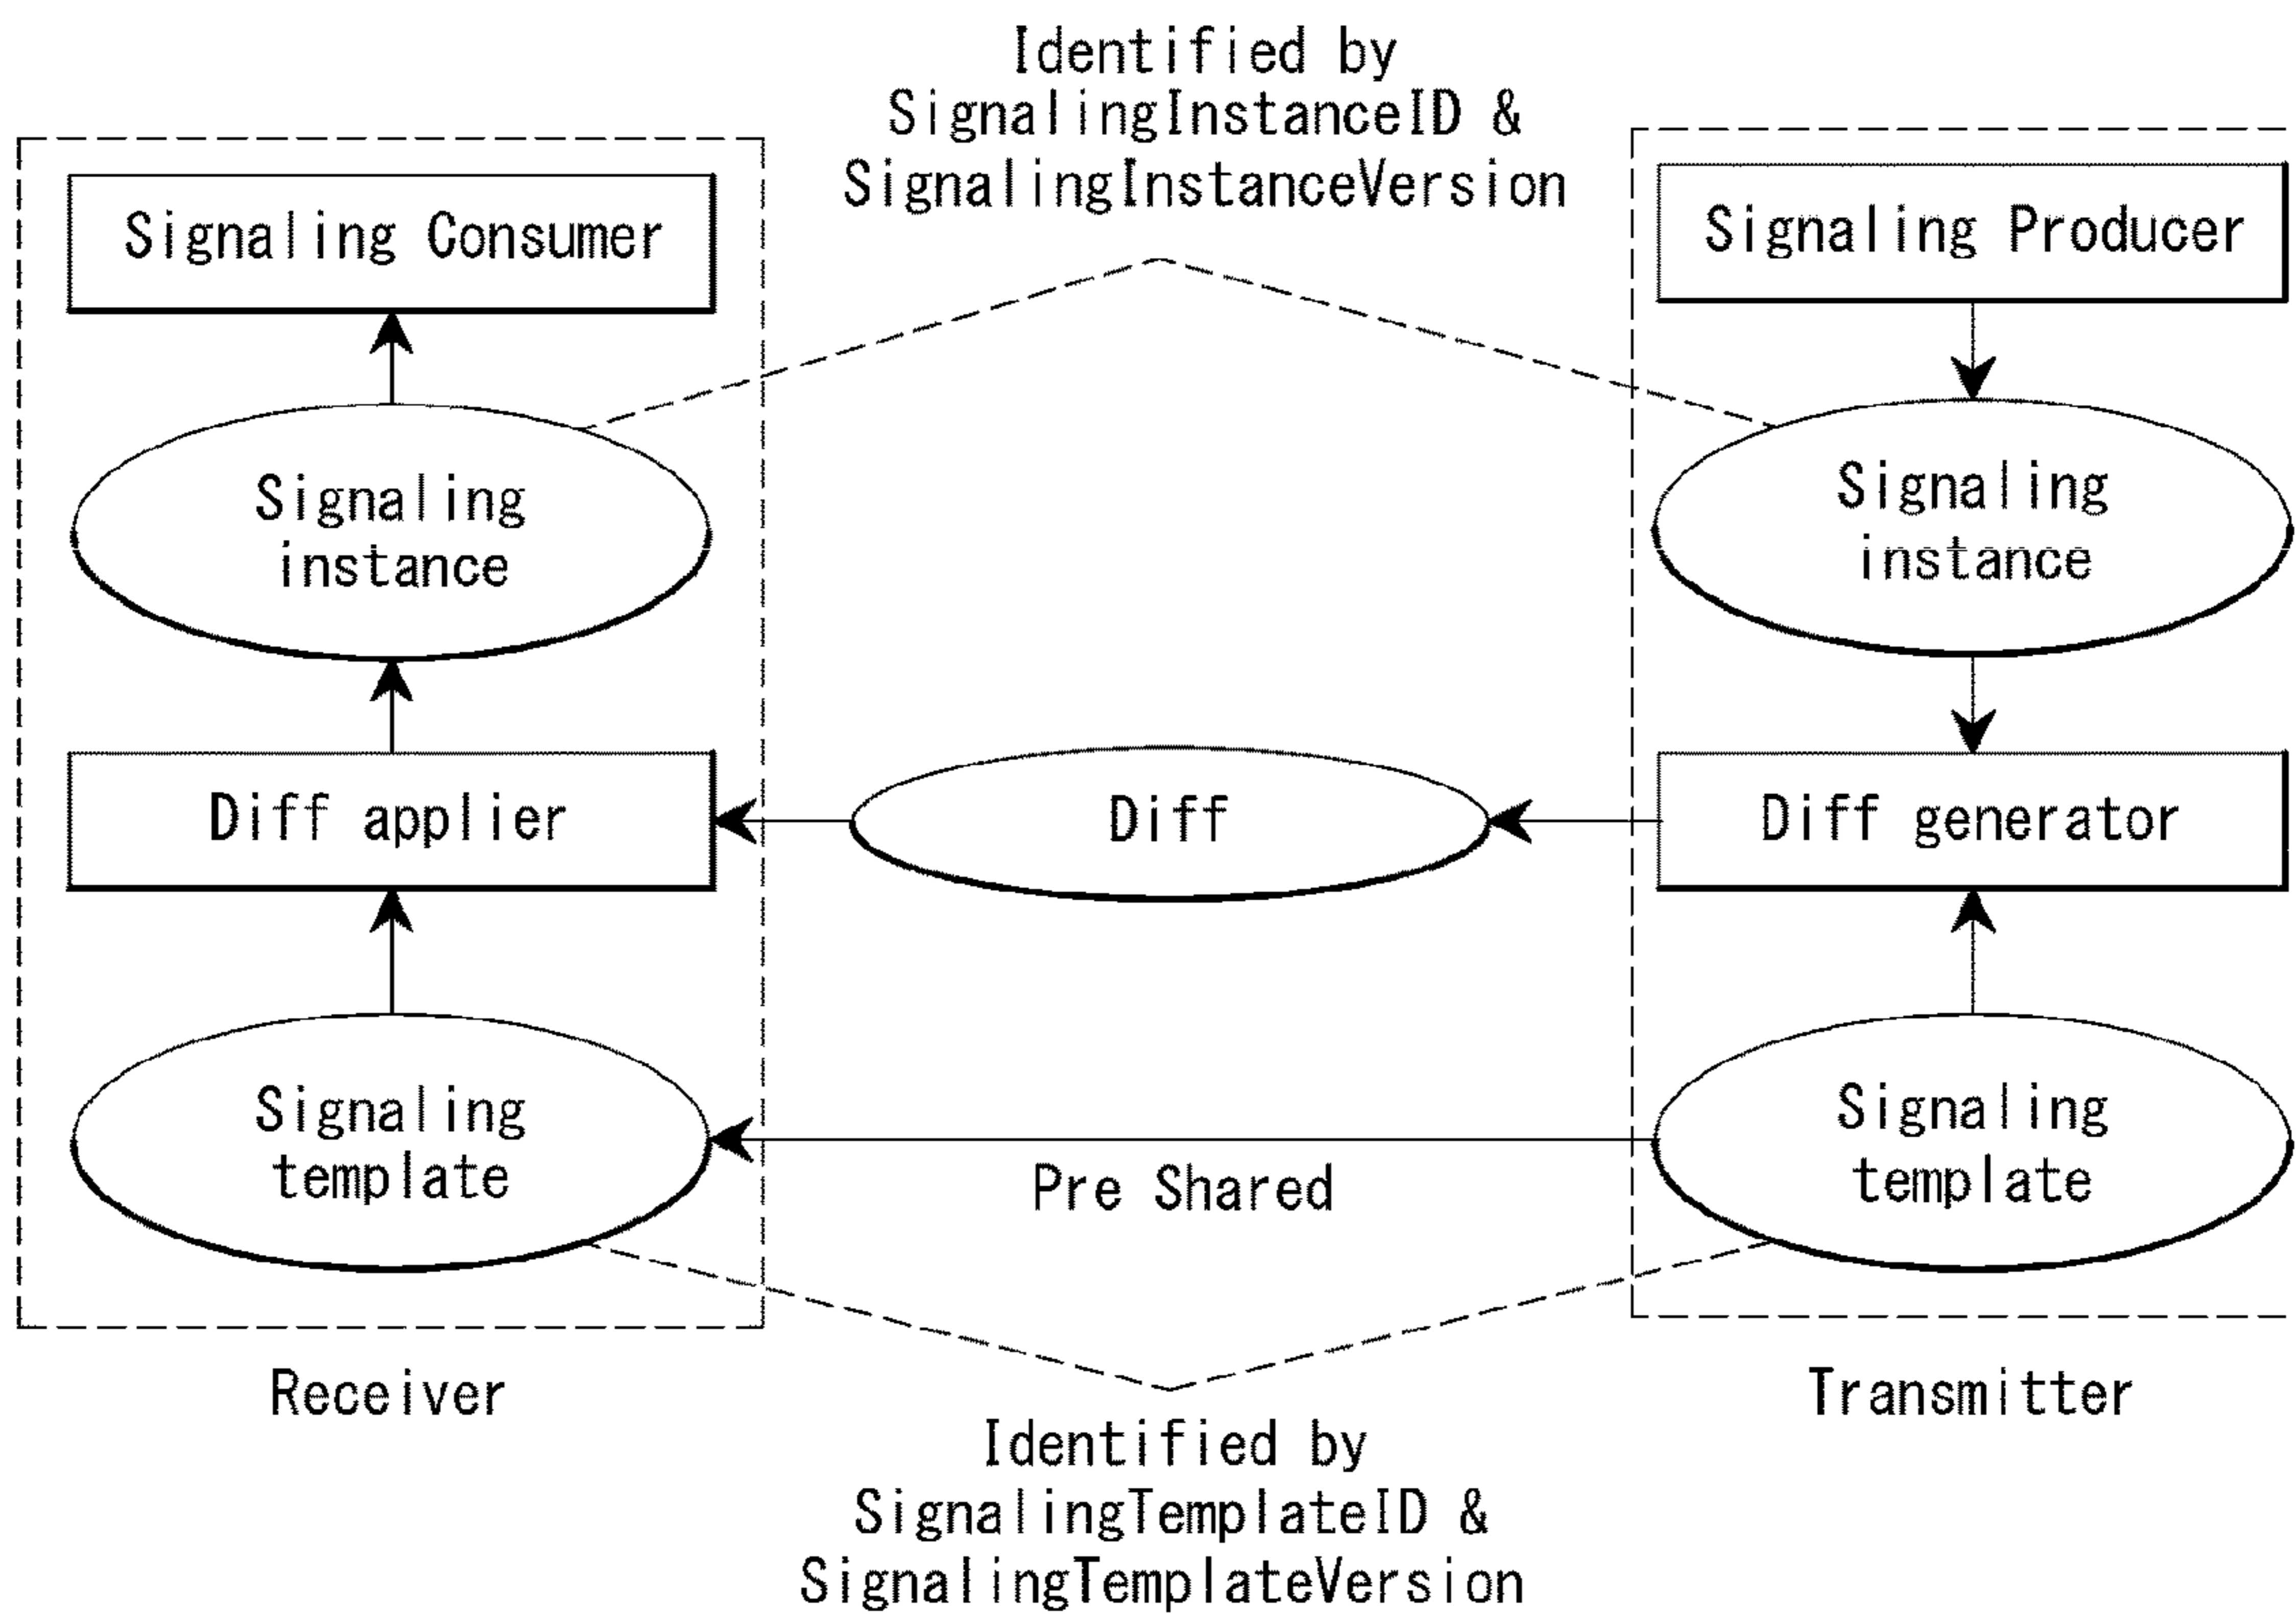 Identified by
SignalingInstanceID &
SignalingInstanceVersion
Signaling Consumer
Signaling Producer
Signaling
instance
Signaling
instance
Diff applier
Diff
Diff generator
Signaling
template
Pre Shared
Signaling
template
Receiver
Transmitter
Identified by
SignalingTemplateID &
SignalingTemplateVersion